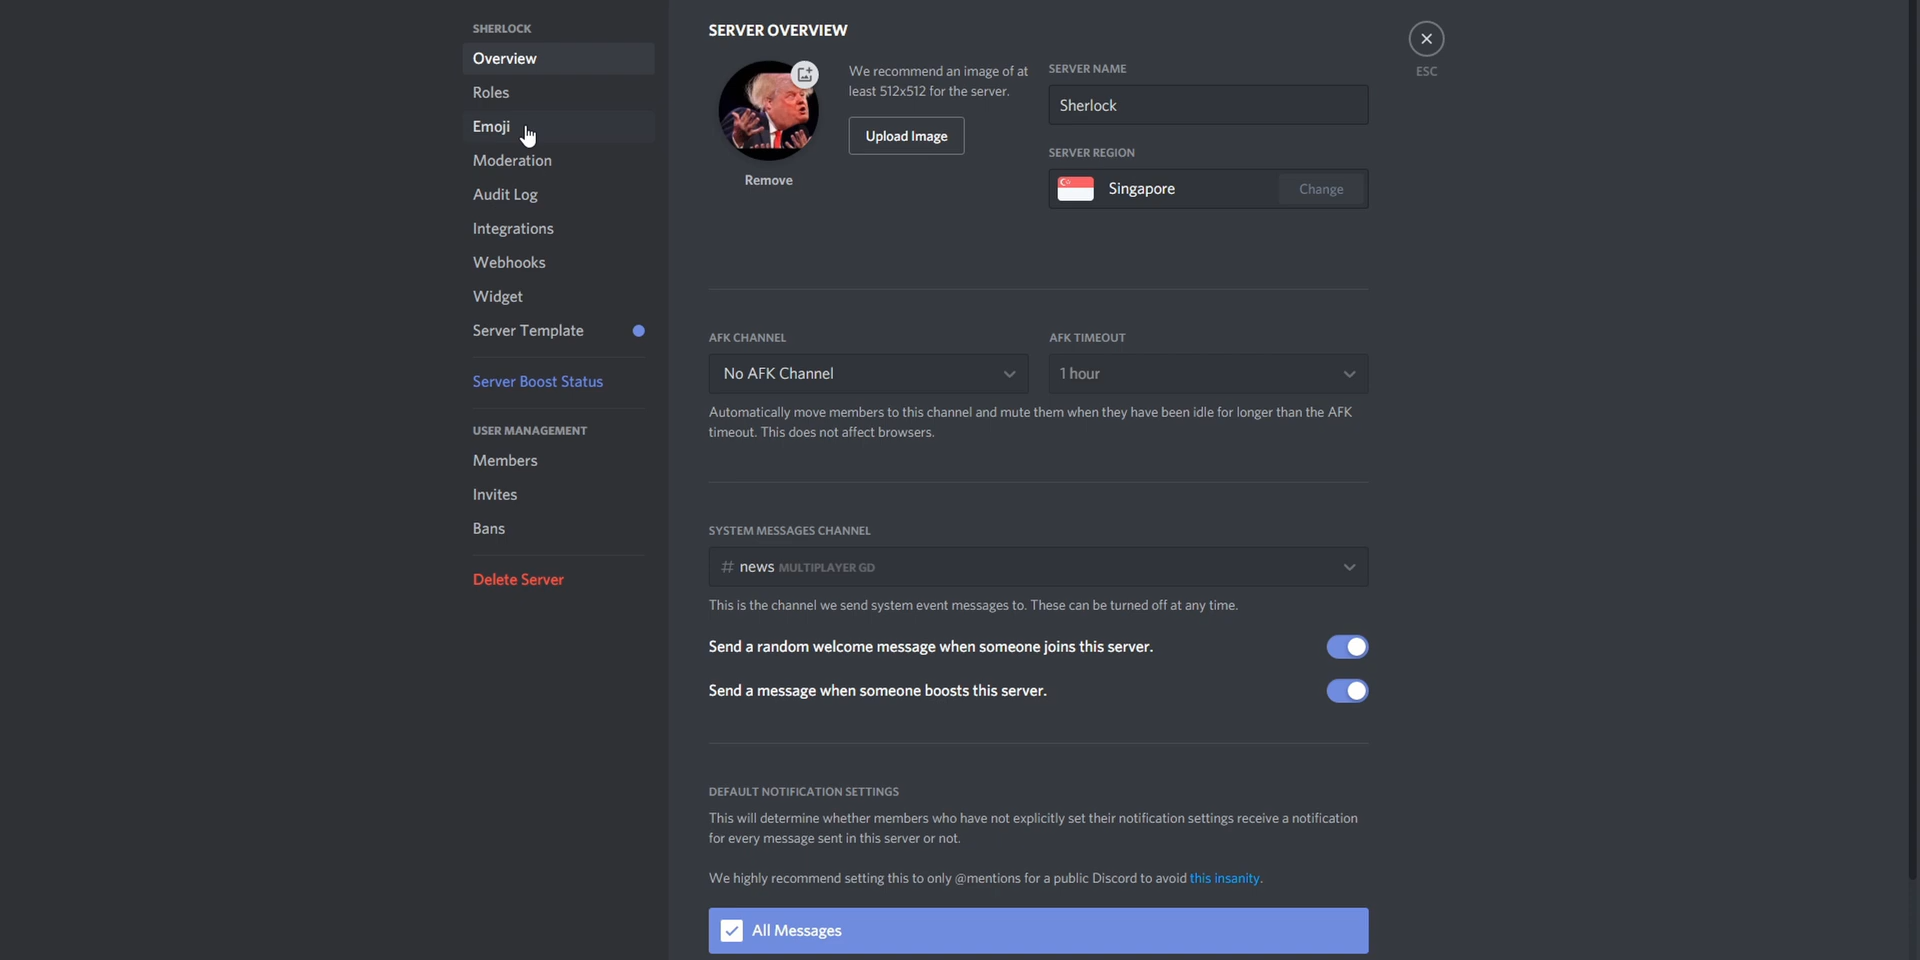 SHERLOCK
Overview
Roles
Emoji
Moderation
Audit Log
Integrations
Webhooks
Widget
Server Template
Server Boost Status
USER MANAGEMENT
Members
Invites
Bans
Delete Server
SERVER OVERVIEW
We recommend an image of at
least 512x512 for the server.
Upload Image
Remove
SERVER NAME
Sherlock
SERVER REGION
Singapore
Change
ESC
AFK CHANNEL
No AFK Channel
AFK TIMEOUT
1 hour
Automatically move members to this channel and mute them when they have been idle for longer than the AFK
timeout. This does not affect browsers.
SYSTEM MESSAGES CHANNEL
# news MULTIPLAYER GD
This is the channel we send system event messages to. These can be turned off at any time.
Send a random welcome message when someone joins this server.
Send a message when someone boosts this server.
DEFAULT NOTIFICATION SETTINGS
This will determine whether members who have not explicitly set their notification settings receive a notification
for every message sent in this server or not.
We highly recommend setting this to only @mentions for a public Discord to avoid this insanity.
All Messages